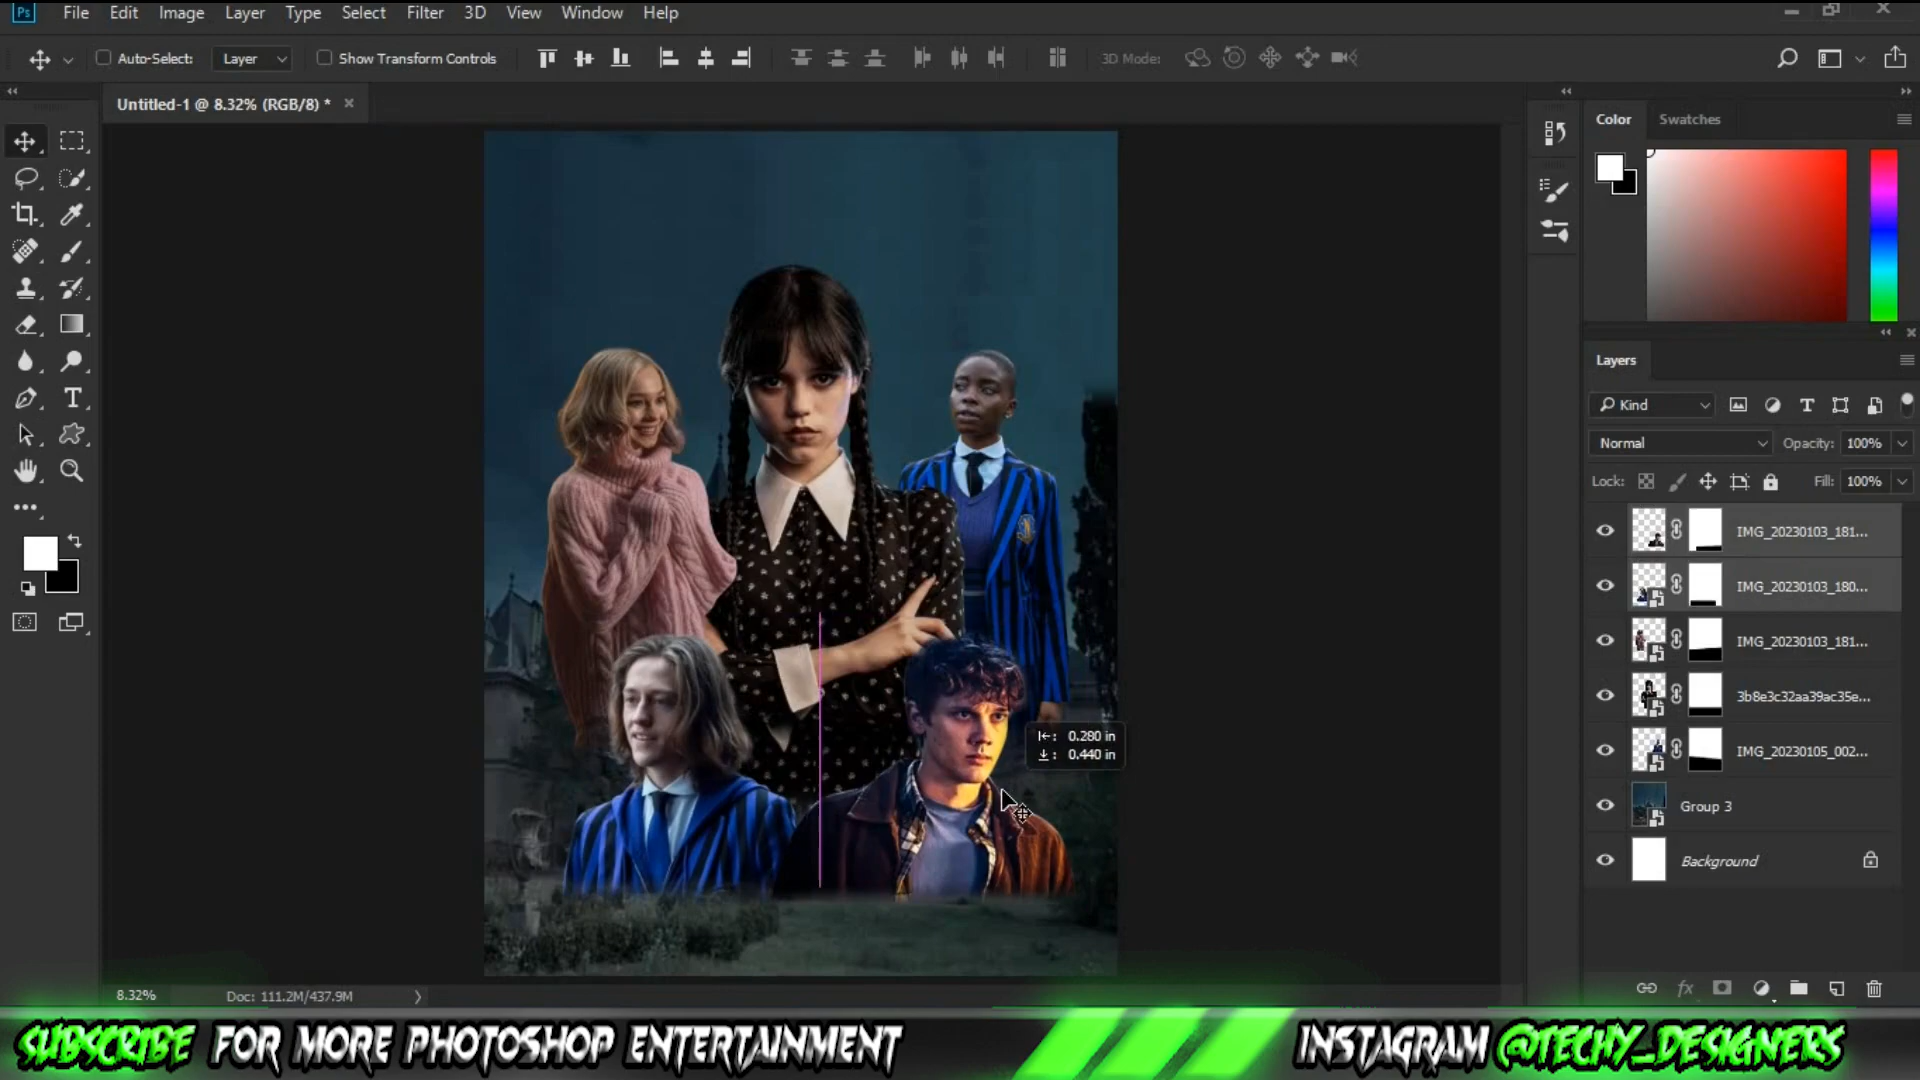 Ps File Edit Image Layer Type Select Filter 3D View Window Help
Auto-Select: Layer Show Transform Controls 3D Mode:
Untitled-1 @ 8.32% (RGB/8) *
Color Swatches
Layers
Kind
Normal Opacity: 100%
Lock: Fill: 100%
IMG_20230103_181...
IMG_20230103_180...
IMG_20230103_181...
3b8e3c32aa39ac35e...
IMG_20230105_002...
Group 3
Background
0.280 in
0.440 in
8.32% Doc: 111.2M/437.9M
SUBSCRIBE FOR MORE PHOTOSHOP ENTERTAINMENT
INSTAGRAM @TECHY_DESIGNERS